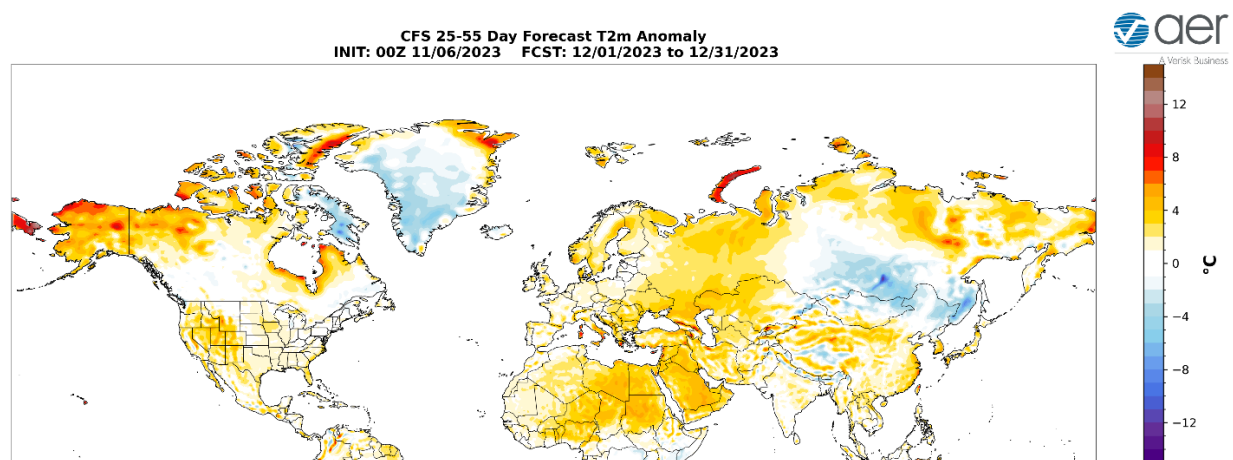 CFS 25-55 Day Forecast T2m Anomaly
INIT: 00Z 11/06/2023 FCST: 12/01/2023 to 12/31/2023
aer
A Verisk Business
12
8
4
0
−4
−8
−12
°C